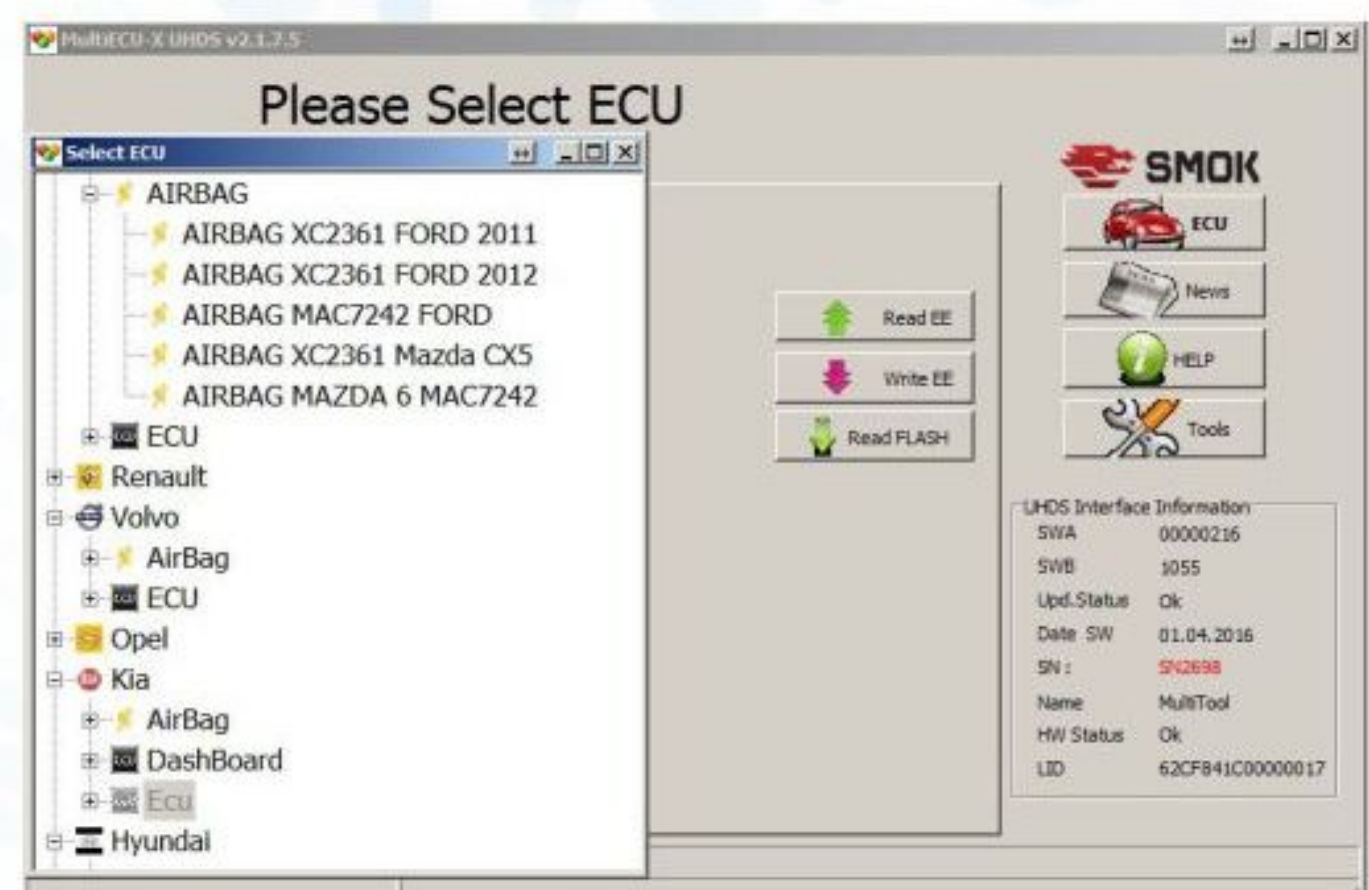 MultiECU-X UHDS v2.1.7.5
Please Select ECU
Select ECU
AIRBAG
AIRBAG XC2361 FORD 2011
AIRBAG XC2361 FORD 2012
AIRBAG MAC7242 FORD
AIRBAG XC2361 Mazda CX5
AIRBAG MAZDA 6 MAC7242
ECU
Renault
Volvo
AirBag
ECU
Opel
Kia
AirBag
DashBoard
Ecu
Hyundai
Read EE
Write EE
Read FLASH
SMOK
ECU
News
HELP
Tools
UHDS Interface Information
SWA 00000216
SWB 1055
Upd.Status Ok
Date SW 01.04.2016
SN : SN2698
Name MultiTool
HW Status Ok
LID 62CF841C00000017